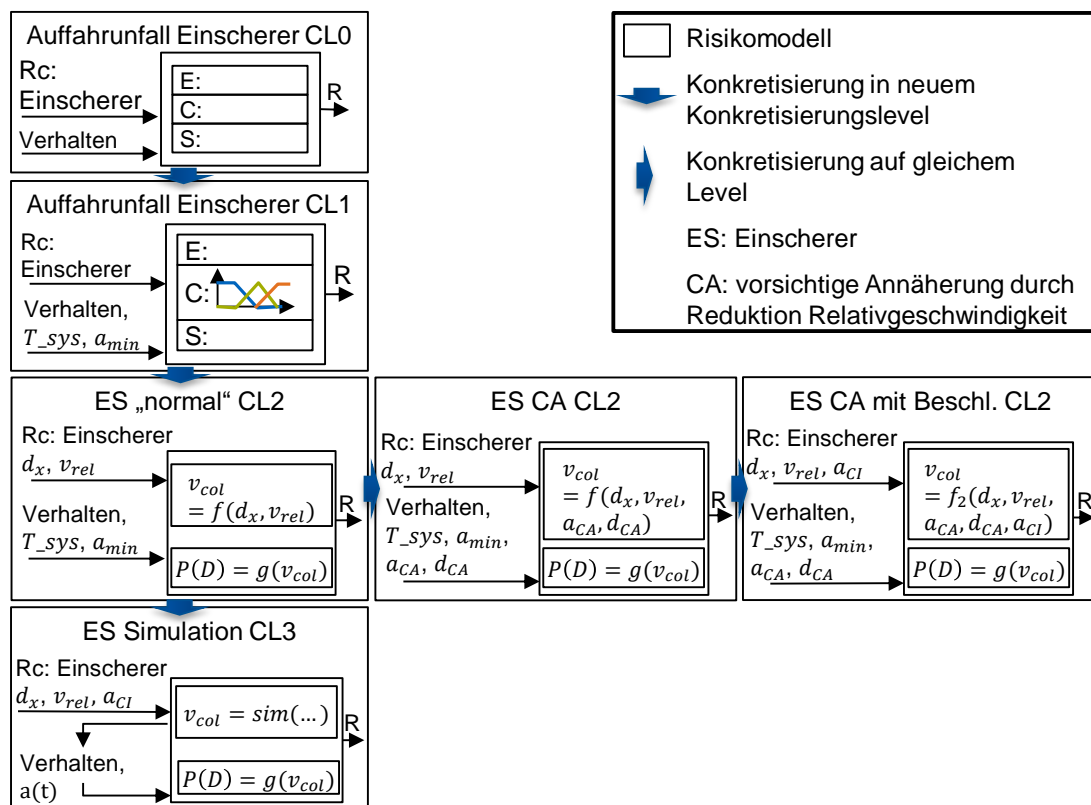 Auffahrunfall Einscherer CL0
Rc:
Einscherer
Verhalten
E:
C:
S:
R
Auffahrunfall Einscherer CL1
Rc:
Einscherer
Verhalten,
T_sys, a_min
E:
C:
S:
R
ES „normal“ CL2
Rc: Einscherer
d_x, v_rel
Verhalten,
T_sys, a_min
v_col
= f(d_x, v_rel)
P(D) = g(v_col)
R
ES CA CL2
Rc: Einscherer
d_x, v_rel
Verhalten,
T_sys, a_min,
a_CA, d_CA
v_col
= f(d_x, v_rel,
a_CA, d_CA)
P(D) = g(v_col)
R
ES CA mit Beschl. CL2
Rc: Einscherer
d_x, v_rel, a_CI
Verhalten,
T_sys, a_min,
a_CA, d_CA
v_col
= f_2(d_x, v_rel,
a_CA, d_CA, a_CI)
P(D) = g(v_col)
R
ES Simulation CL3
Rc: Einscherer
d_x, v_rel, a_CI
Verhalten,
a(t)
v_col = sim(…)
P(D) = g(v_col)
R
Risikomodell
Konkretisierung in neuem
Konkretisierungslevel
Konkretisierung auf gleichem
Level
ES: Einscherer
CA: vorsichtige Annäherung durch
Reduktion Relativgeschwindigkeit